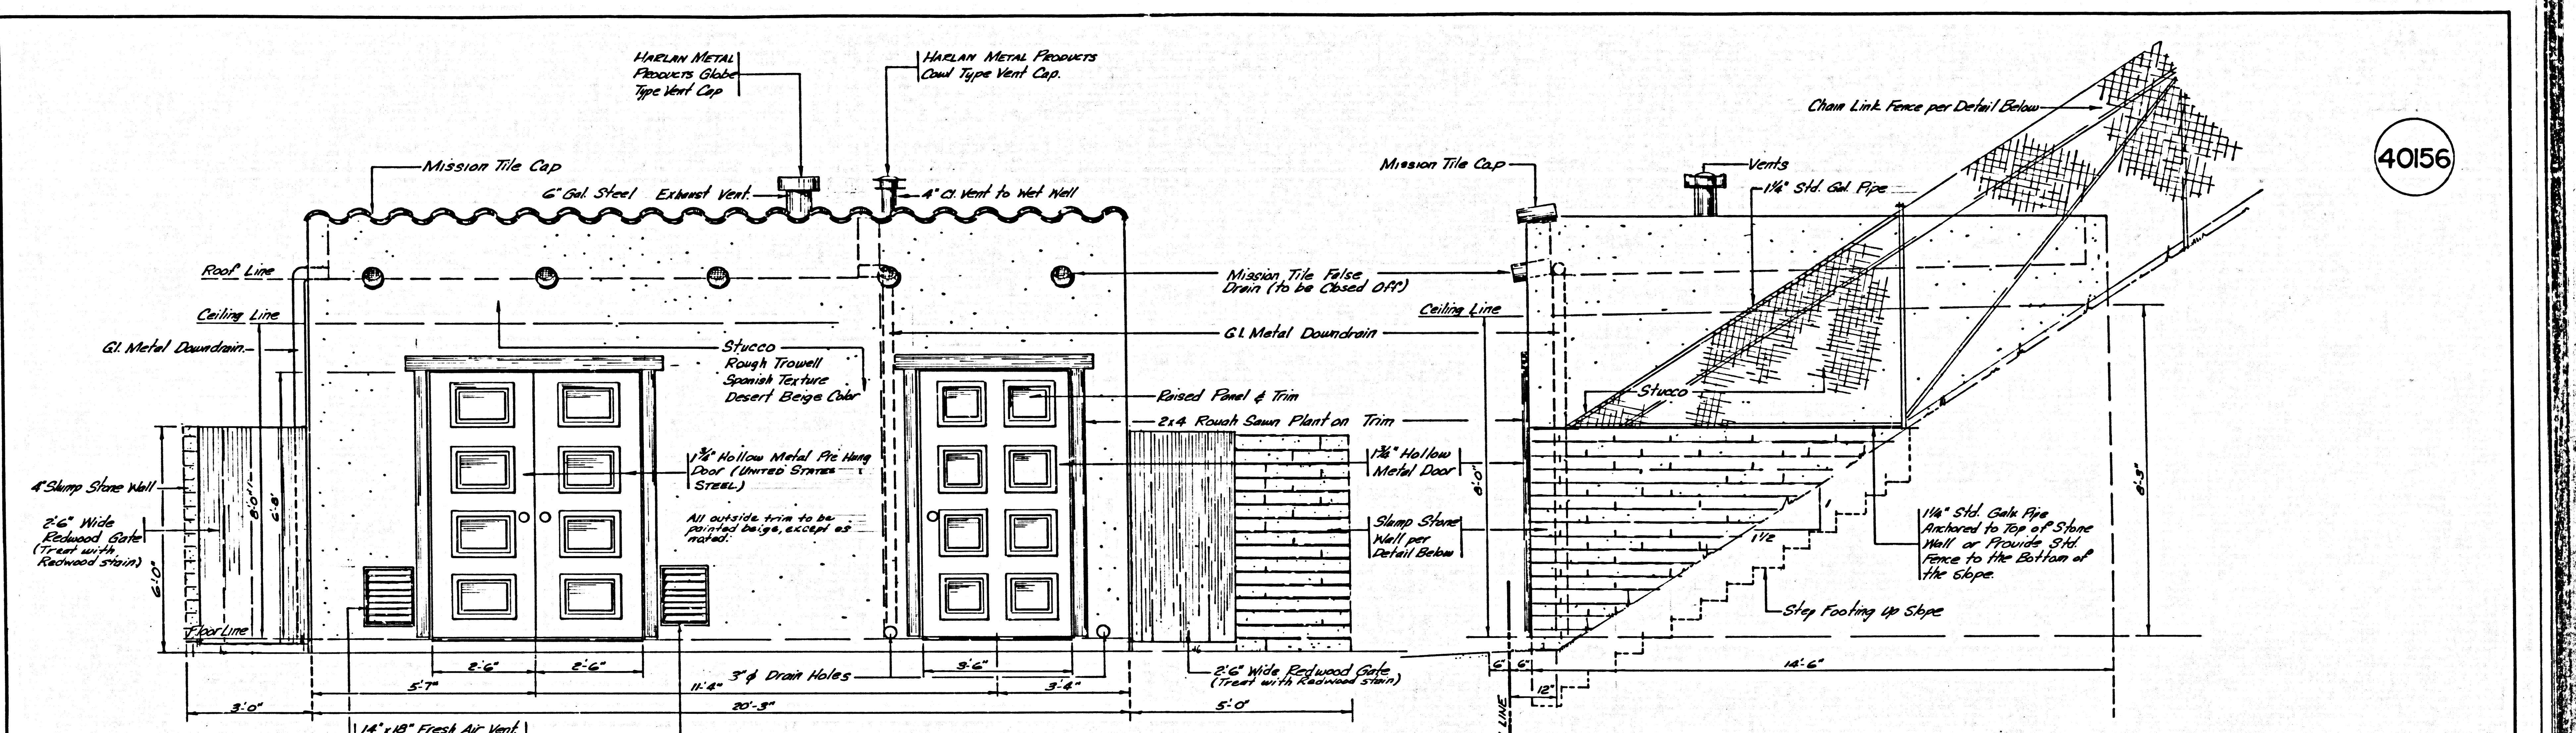 HARLAN METAL
PRODUCTS Globe
Type Vent Cap
HARLAN METAL PRODUCTS
Cowl Type Vent Cap.
Chain Link Fence per Detail Below
40156
Mission Tile Cap
6" Gal. Steel Exhaust Vent.
4" C.I. Vent to Wet Well
Mission Tile Cap
Vents
1¼" Std. Gal. Pipe
Roof Line
Ceiling Line
G.I. Metal Downdrain
Mission Tile False
Drain (to be Closed Off)
Ceiling Line
G.I. Metal Downdrain
Stucco
Rough Trowell
Spanish Texture
Desert Beige Color
Raised Panel & Trim
2x4 Rough Sawn Plant on Trim
Stucco
1¾" Hollow Metal Pre Hung
Door (UNITED STATES
STEEL)
1¾" Hollow
Metal Door
4" Slump Stone Wall
2'-6" Wide
Redwood Gate
(Treat with
Redwood Stain)
All outside trim to be
painted beige, except as
noted.
Slump Stone
Wall per
Detail Below
1¼" Std. Galv. Pipe
Anchored to Top of Stone
Wall or Provide Std.
Fence to the Bottom of
the Slope.
6'-0"
8'-0"
6'-8"
8'-0"
8'-3"
1
1 1/2
Step Footing Up Slope
Floor Line
2'-6"
2'-6"
3" ϕ Drain Holes
3'-6"
2'-6" Wide Redwood Gate
(Treat with Redwood Stain)
6"
6"
14'-6"
5'-7"
11'-4"
3'-4"
12"
3'-0"
20'-3"
5'-0"
LINE
14"x18" Fresh Air Vent